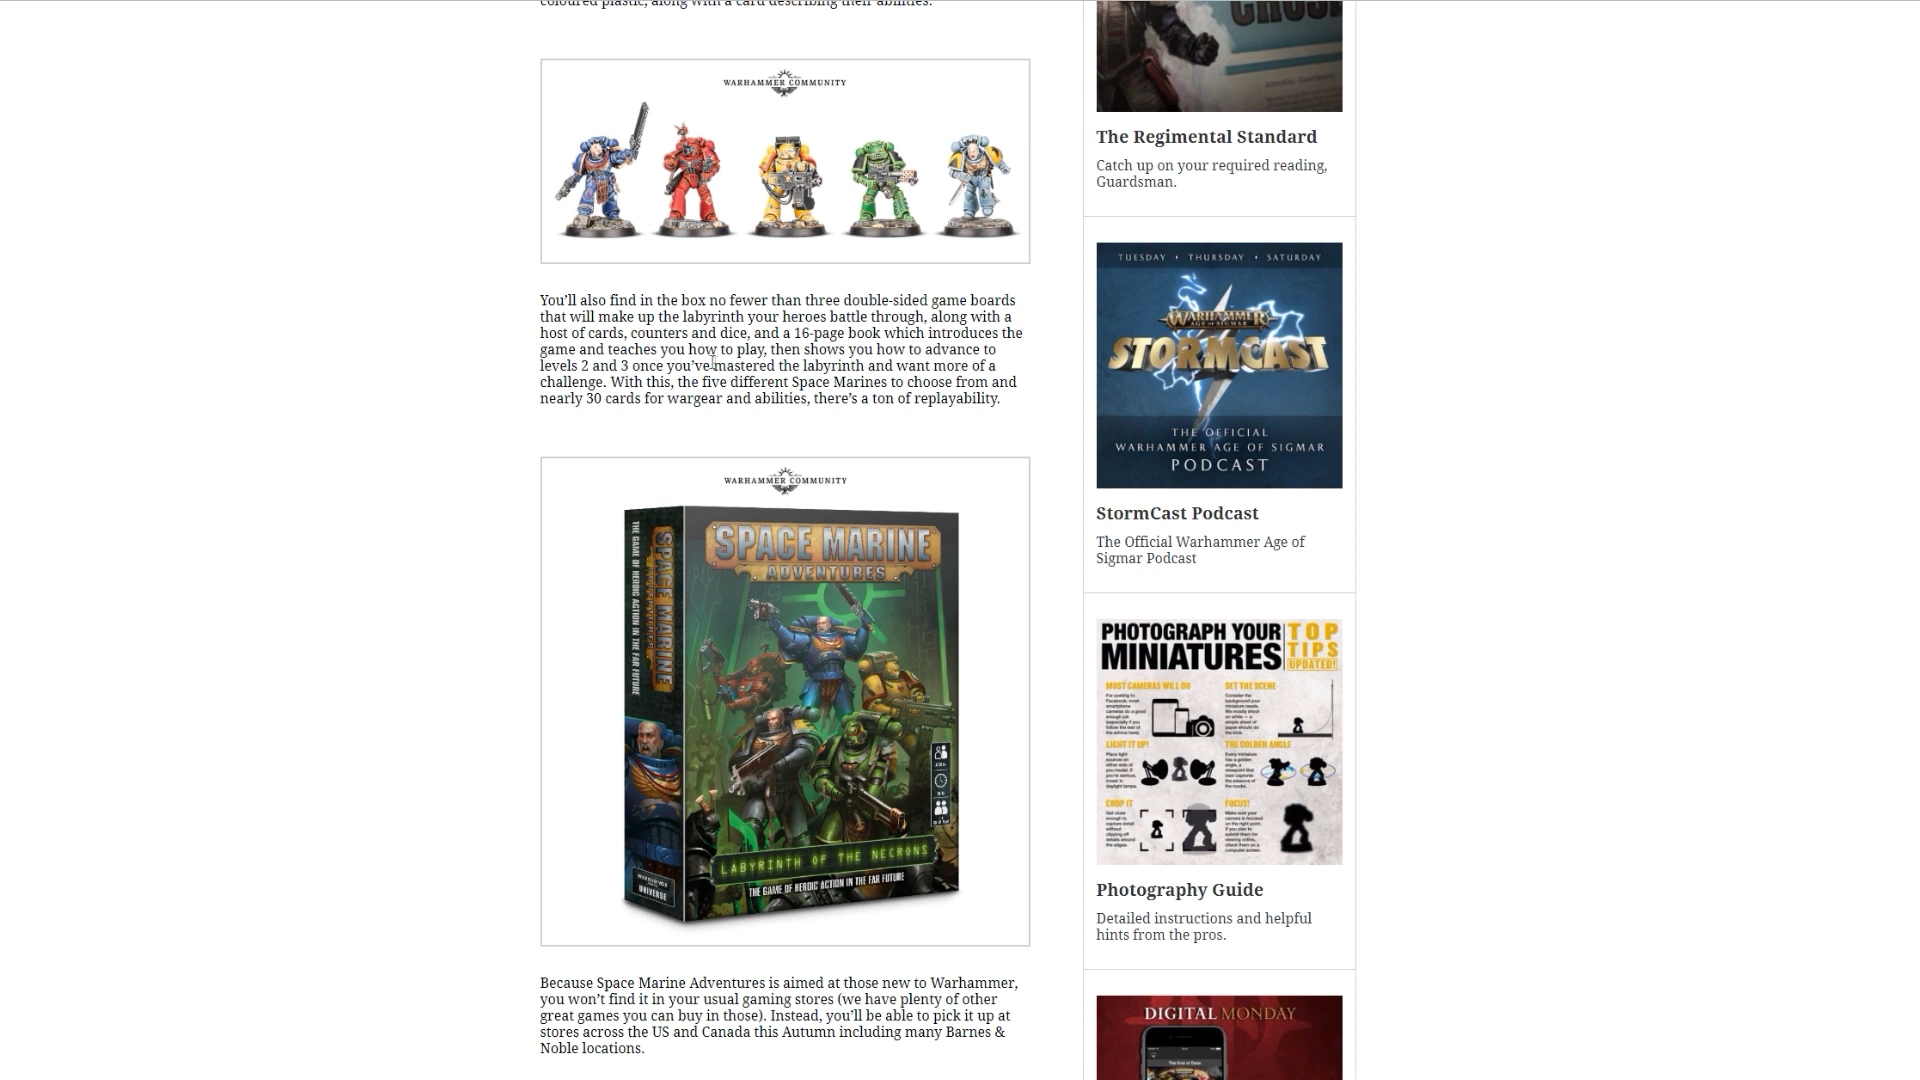 coloured plastic, along with a card describing their abilities.
WARHAMMER COMMUNITY
You’ll also find in the box no fewer than three double-sided game boards
that will make up the labyrinth your heroes battle through, along with a
host of cards, counters and dice, and a 16-page book which introduces the
game and teaches you how to play, then shows you how to advance to
levels 2 and 3 once you’ve mastered the labyrinth and want more of a
challenge. With this, the five different Space Marines to choose from and
nearly 30 cards for wargear and abilities, there’s a ton of replayability.
WARHAMMER COMMUNITY
SPACE MARINE
ADVENTURES
SPACE MARINE
ADVENTURES
THE GAME OF HEROIC ACTION IN THE FAR FUTURE
LABYRINTH OF THE NECRONS
THE GAME OF HEROIC ACTION IN THE FAR FUTURE
UNIVERSE
Because Space Marine Adventures is aimed at those new to Warhammer,
you won’t find it in your usual gaming stores (we have plenty of other
great games you can buy in those). Instead, you’ll be able to pick it up at
stores across the US and Canada this Autumn including many Barnes &
Noble locations.
The Regimental Standard
Catch up on your required reading,
Guardsman.
TUESDAY • THURSDAY • SATURDAY
WARHAMMER
AGE OF SIGMAR
STORMCAST
THE OFFICIAL
WARHAMMER AGE OF SIGMAR
PODCAST
StormCast Podcast
The Official Warhammer Age of
Sigmar Podcast
PHOTOGRAPH YOUR
MINIATURES
TOP
TIPS
UPDATED!
MOST CAMERAS WILL DO
SET THE SCENE
LIGHT IT UP!
THE GOLDEN ANGLE
CROP IT
FOCUS!
Photography Guide
Detailed instructions and helpful
hints from the pros.
DIGITAL MONDAY